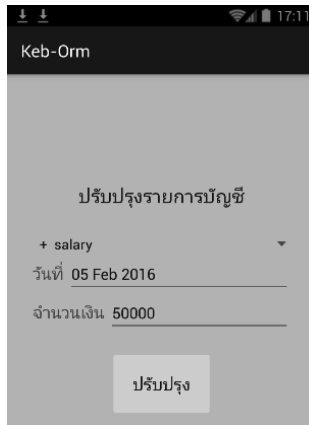 17:11
Keb-Orm
ปรับปรุงรายการบัญชี
+ salary
วันที่ 05 Feb 2016
จำนวนเงิน 50000
ปรับปรุง